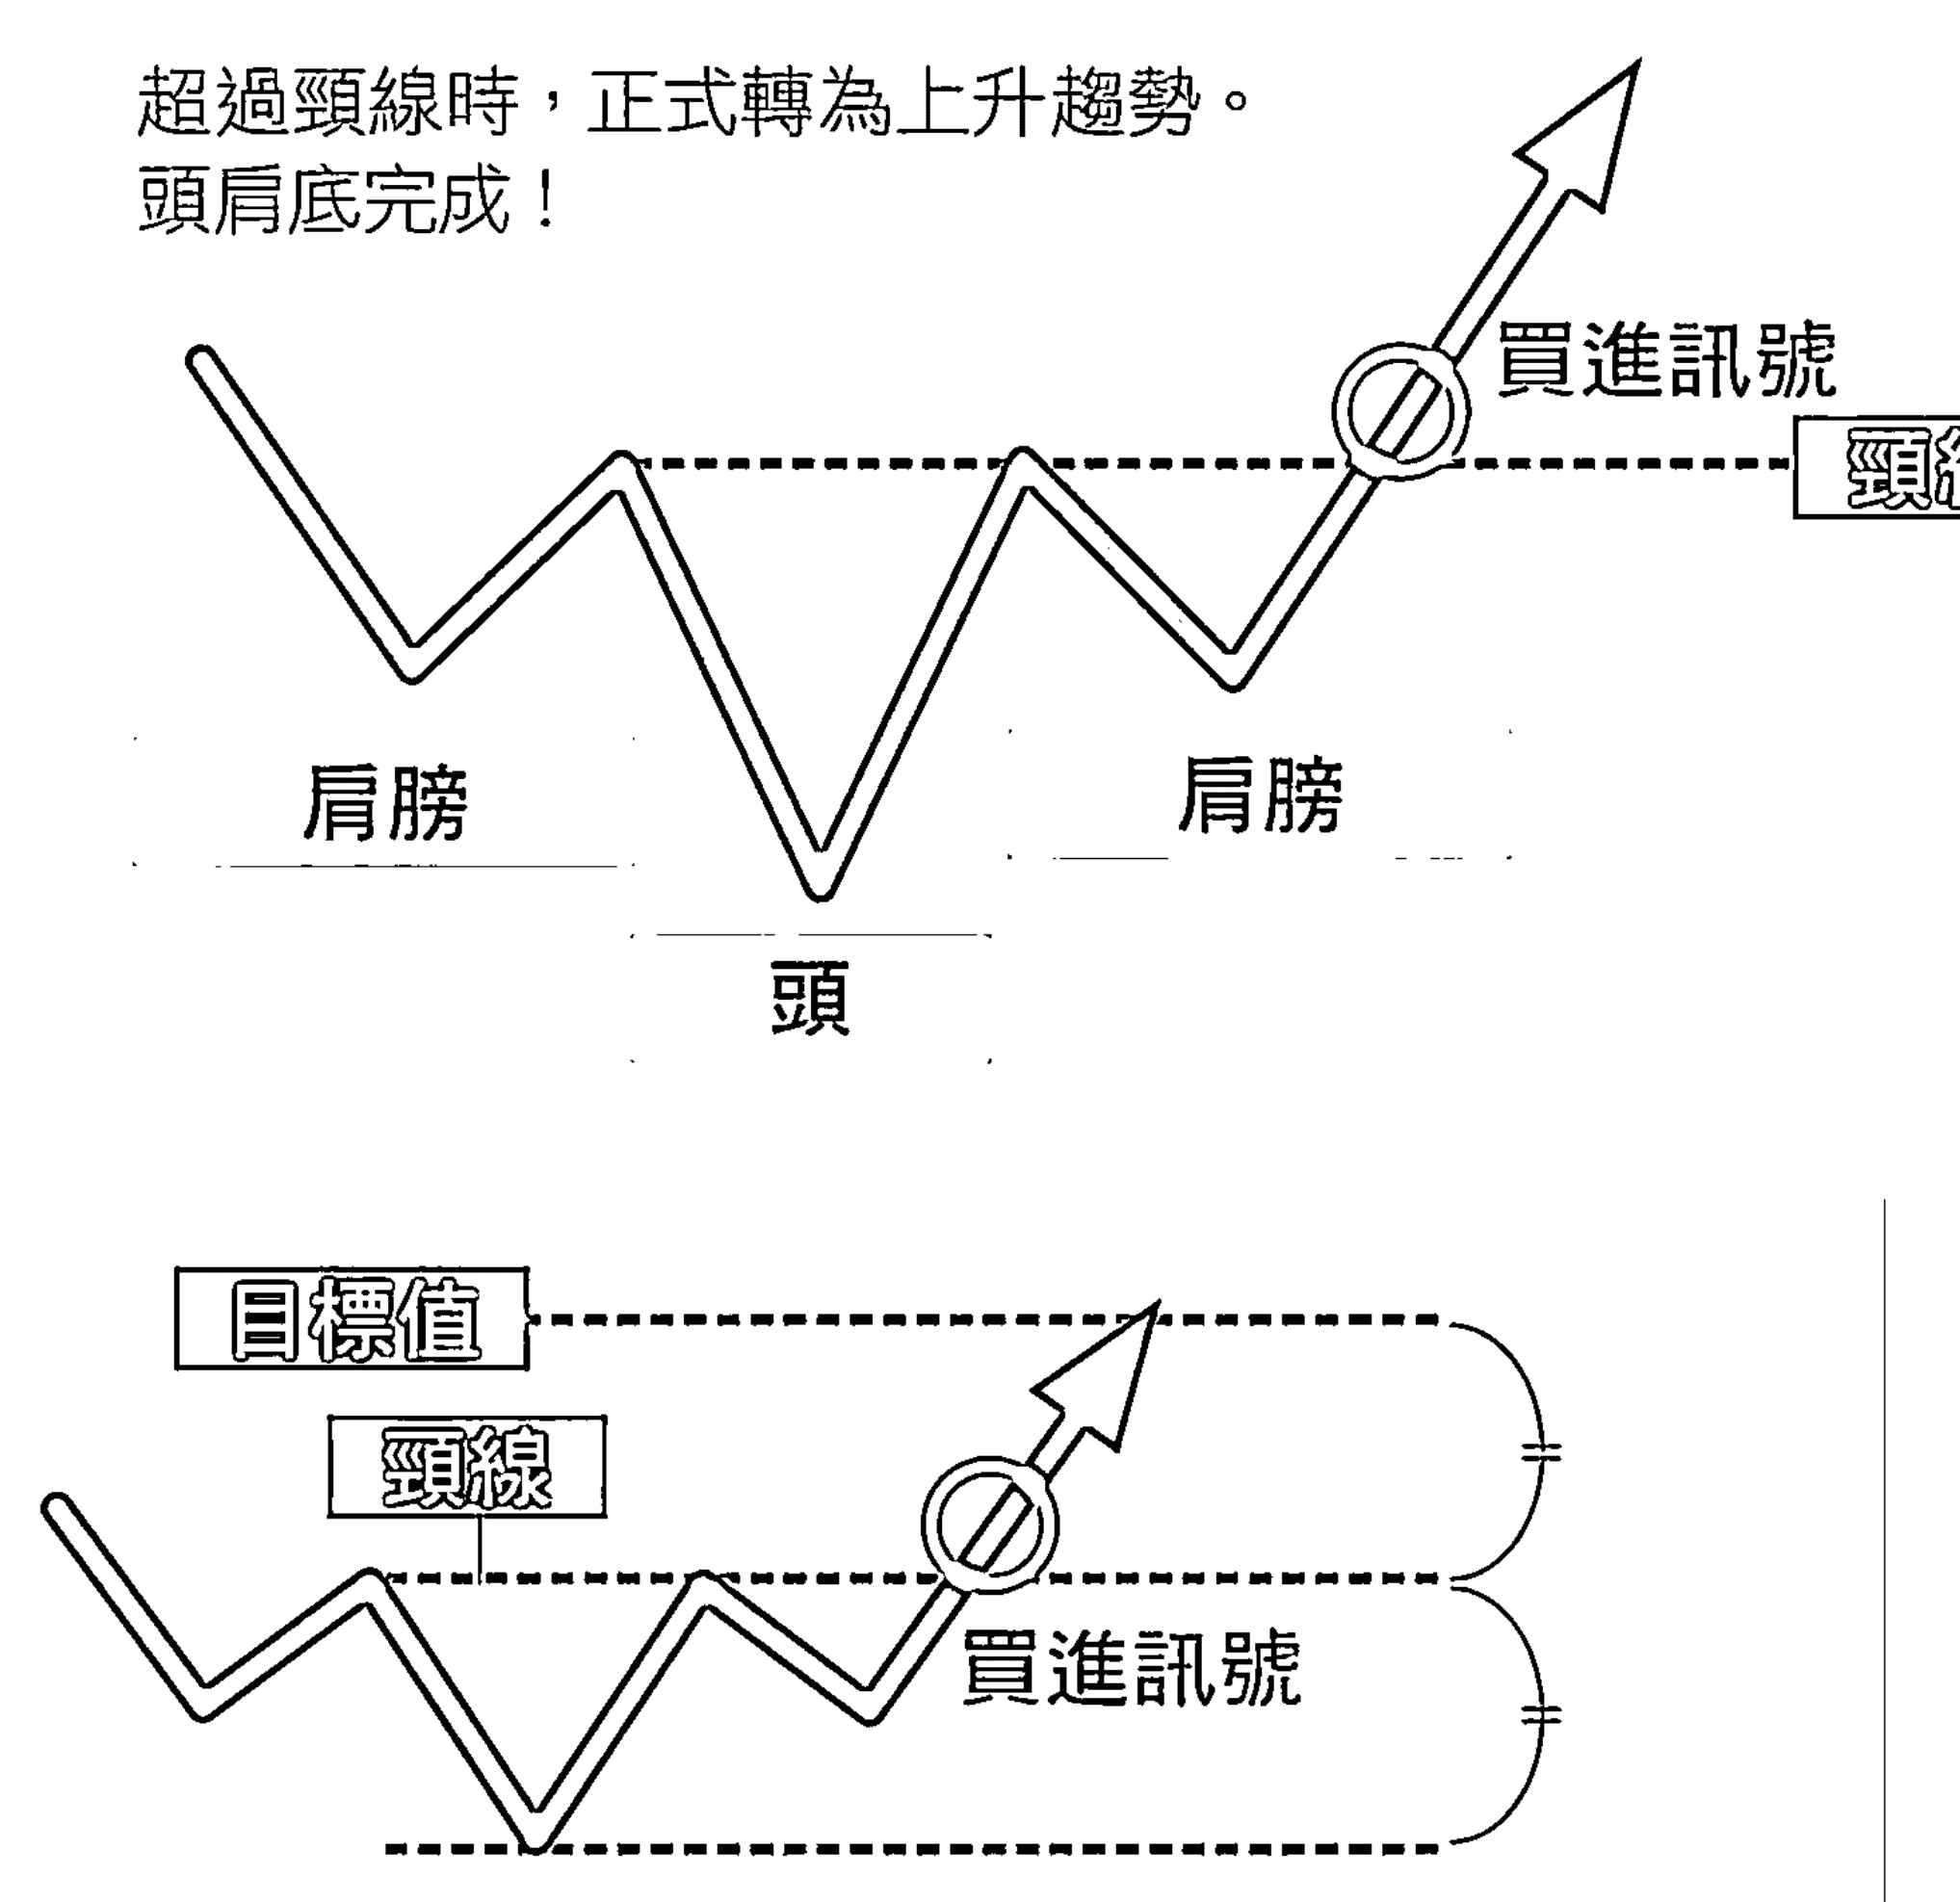 超過頸線時，正式轉為上升趨勢。
頭肩底完成！
買進訊號
頸
肩膀
肩膀
頭
目標值
頸線
買進訊號